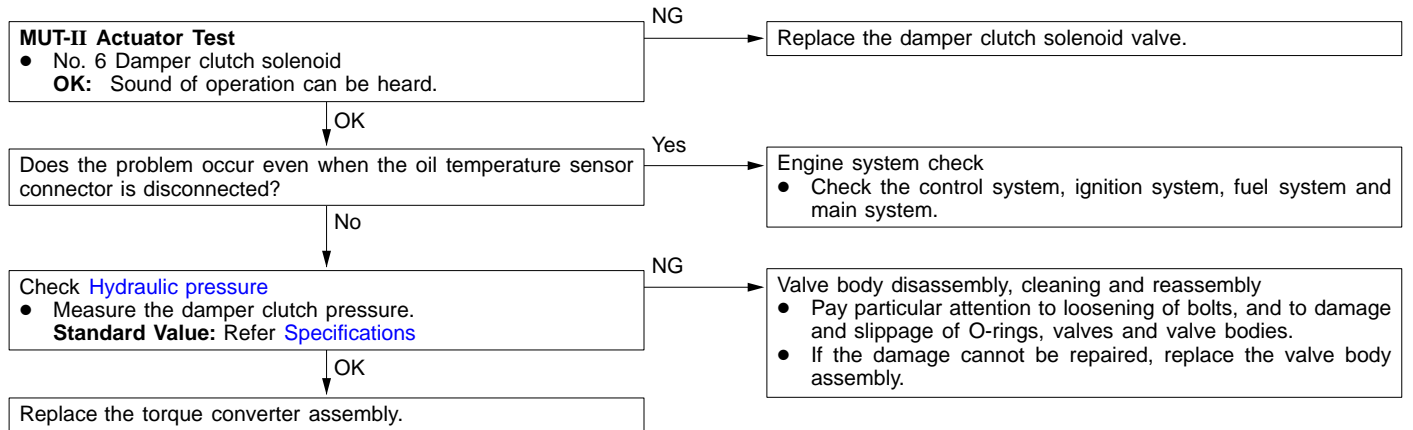 MUT-II Actuator Test
● No. 6 Damper clutch solenoid
OK: Sound of operation can be heard.
NG
Replace the damper clutch solenoid valve.
OK
Does the problem occur even when the oil temperature sensor
connector is disconnected?
Yes
Engine system check
● Check the control system, ignition system, fuel system and
main system.
No
Check Hydraulic pressure
● Measure the damper clutch pressure.
Standard Value: Refer Specifications
NG
Valve body disassembly, cleaning and reassembly
● Pay particular attention to loosening of bolts, and to damage
and slippage of O-rings, valves and valve bodies.
● If the damage cannot be repaired, replace the valve body
assembly.
OK
Replace the torque converter assembly.